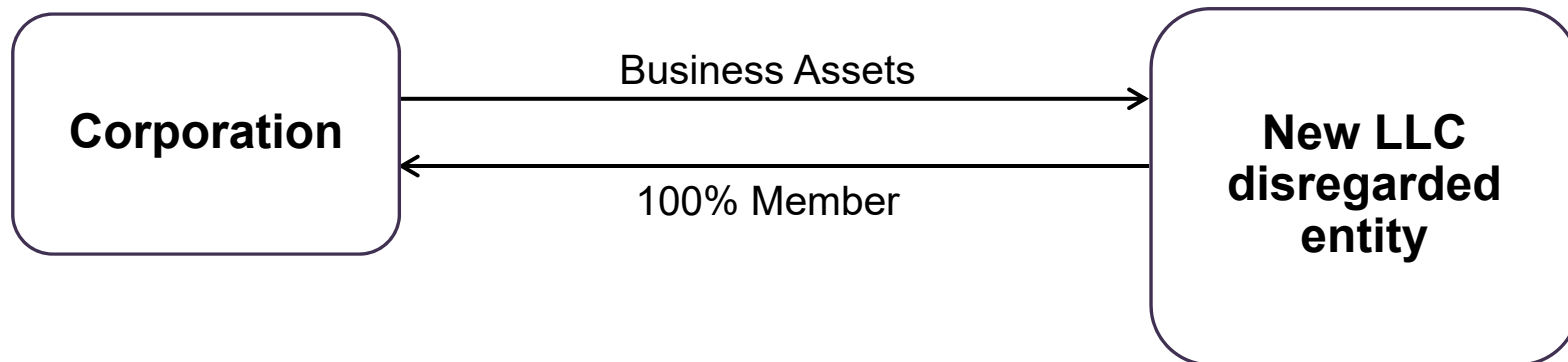 Corporation
Business Assets
100% Member
New LLC
disregarded
entity